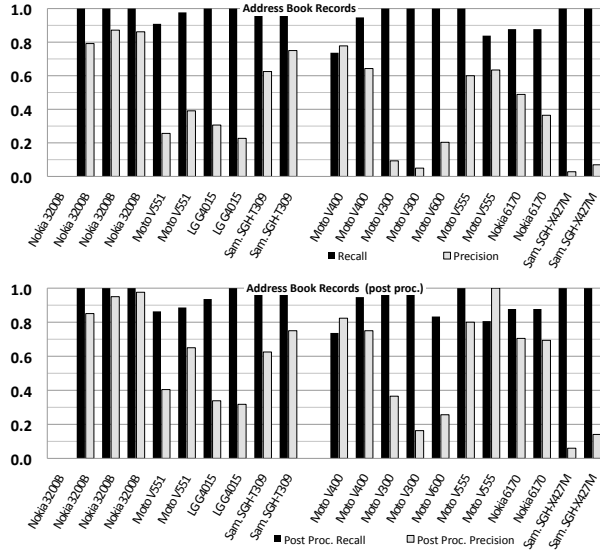 Address Book Records
1.0
0.8
0.6
0.4
0.2
0.0
Nokia 3200B
Nokia 3200B
Nokia 3200B
Nokia 3200B
Moto V551
Moto V551
LG G4015
LG G4015
Sam. SGH-T309
Sam. SGH-T309
Moto V400
Moto V400
Moto V300
Moto V300
Moto V600
Moto V555
Moto V555
Nokia 6170
Nokia 6170
Sam. SGH-X427M
Sam. SGH-X427M
Recall
Precision
Address Book Records (post proc.)
1.0
0.8
0.6
0.4
0.2
0.0
Nokia 3200B
Nokia 3200B
Nokia 3200B
Nokia 3200B
Moto V551
Moto V551
LG G4015
LG G4015
Sam. SGH-T309
Sam. SGH-T309
Moto V400
Moto V400
Moto V300
Moto V300
Moto V600
Moto V555
Moto V555
Nokia 6170
Nokia 6170
Sam. SGH-X427M
Sam. SGH-X427M
Post Proc. Recall
Post Proc. Precision